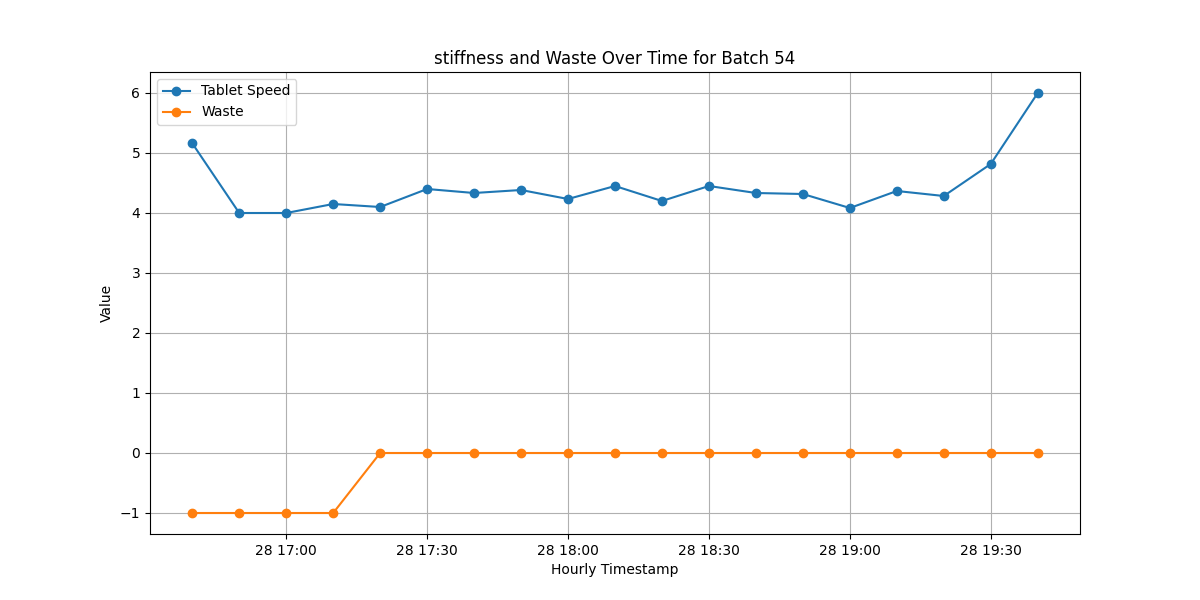 stiffness and Waste Over Time for Batch 54
Tablet Speed
Waste
Value
6
5
4
3
2
1
0
−1
28 17:00 28 17:30 28 18:00 28 18:30 28 19:00 28 19:30
Hourly Timestamp